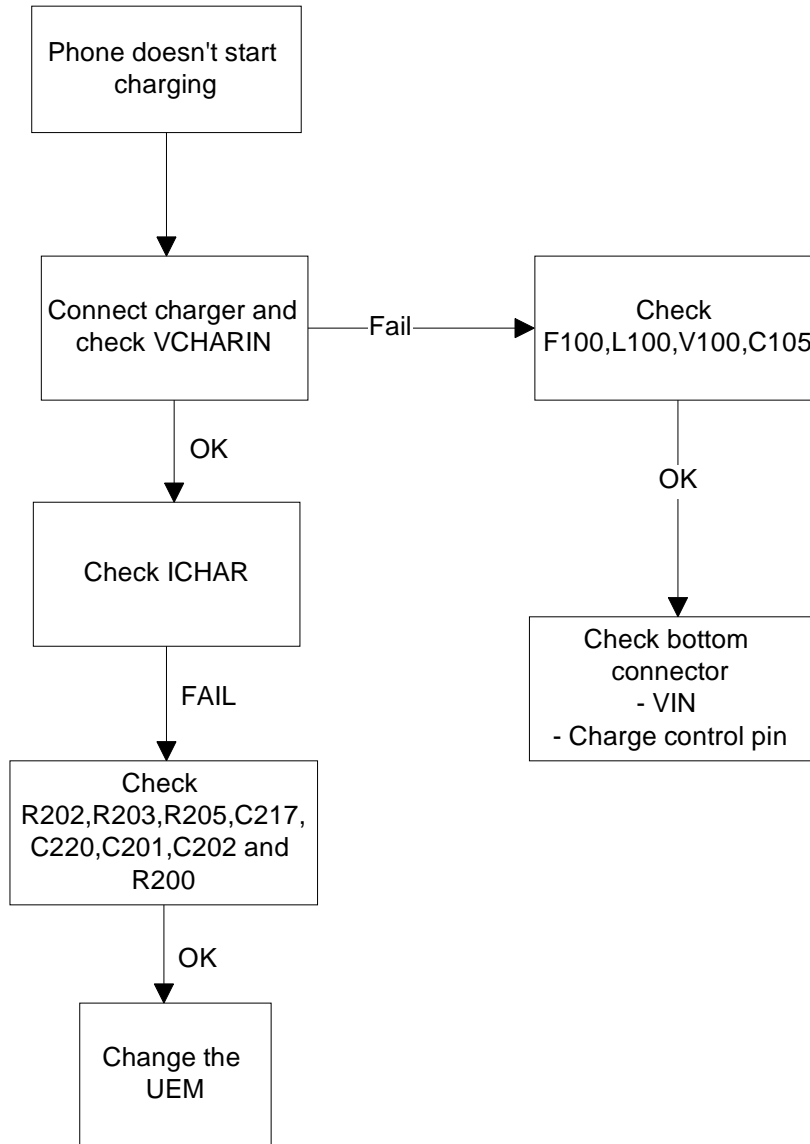 Phone doesn't start
charging
Connect charger and
check VCHARIN
Fail
Check
F100,L100,V100,C105
OK
OK
Check ICHAR
Check bottom
connector
- VIN
- Charge control pin
FAIL
Check
R202,R203,R205,C217,
C220,C201,C202 and
R200
OK
Change the
UEM